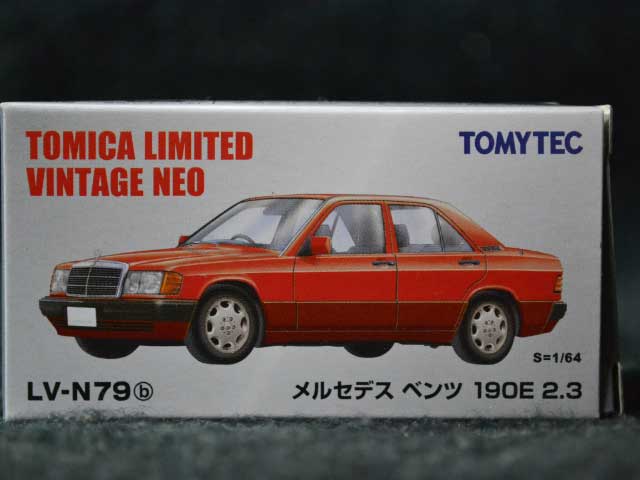 TOMICA LIMITED
VINTAGE NEO
TOMYTEC
S=1/64
LV-N79ⓑ
メルセデス ベンツ 190E 2.3